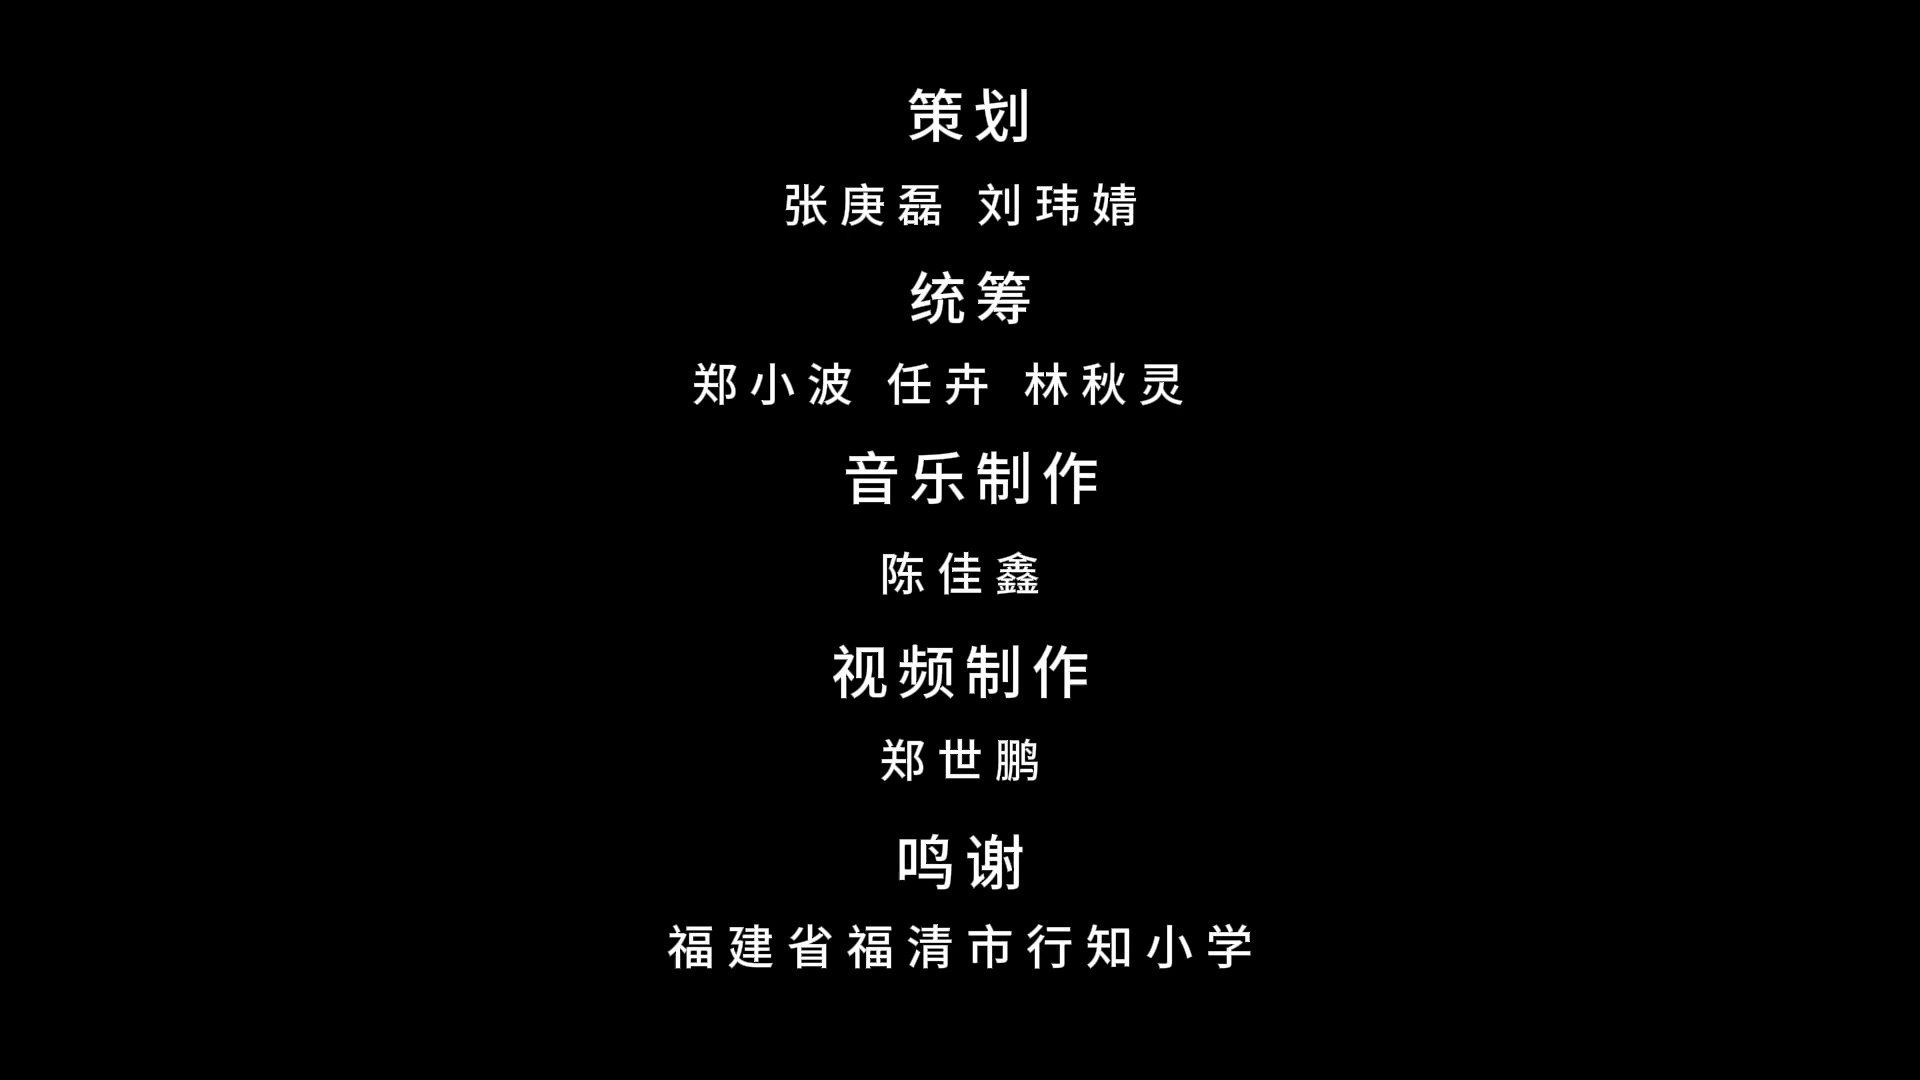 策划
张庚磊 刘玮婧
统筹
郑小波 任卉 林秋灵
音乐制作
陈佳鑫
视频制作
郑世鹏
鸣谢
福建省福清市行知小学